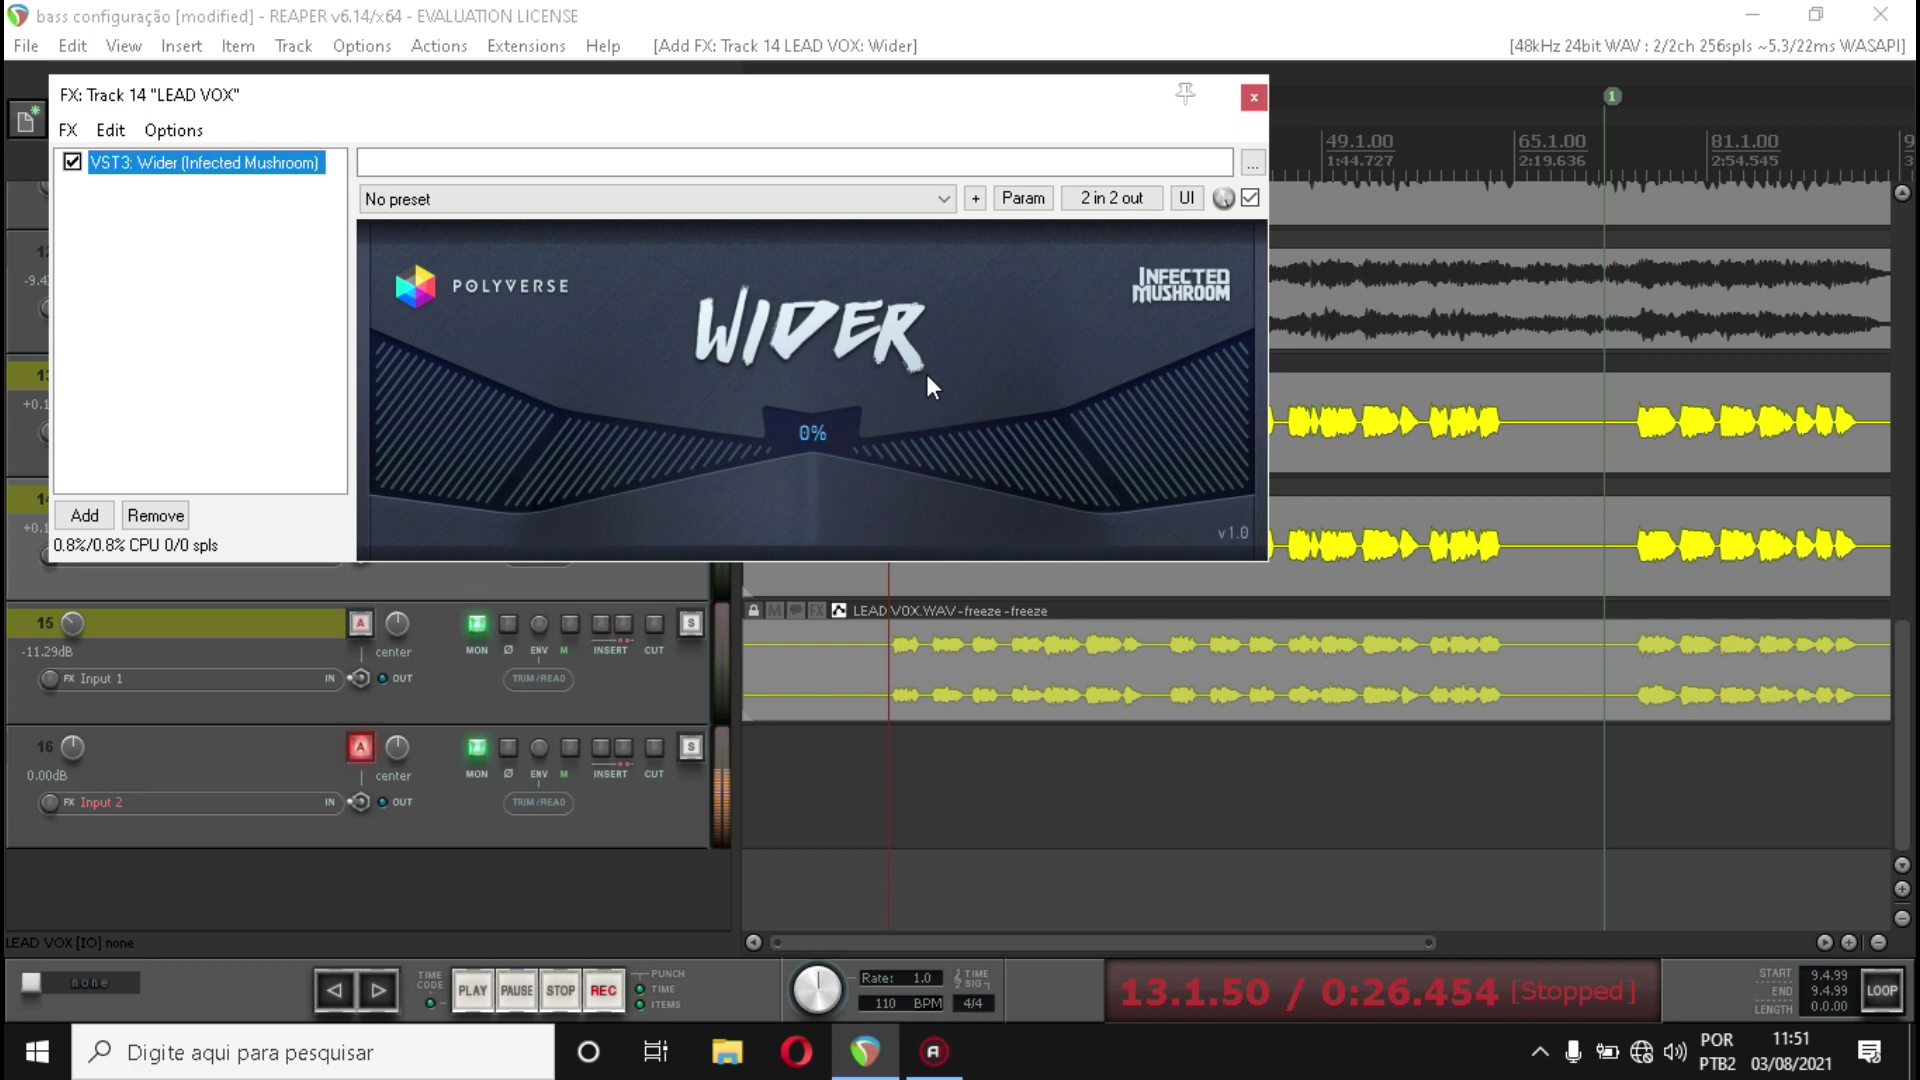 bass configuração [modified] - REAPER v6.14/x64 - EVALUATION LICENSE
File Edit View Insert Item Track Options Actions Extensions Help [Add FX: Track 14 LEAD VOX: Wider] [48kHz 24bit WAV : 2/2ch 256spls ~5.3/22ms WASAPI]
FX: Track 14 "LEAD VOX"
x
1
FX Edit Options
49.1.00 65.1.00 81.1.00
1:44.727 2:19.636 2:54.545
VST3: Wider (Infected Mushroom)
...
No preset + Param 2 in 2 out UI
POLYVERSE
WIDER
INFECTED
MUSHROOM
0%
v1.0
Add Remove
0.8%/0.8% CPU 0/0 spls
LEAD VOX.WAV-freeze -freeze
15 A S
-11.29dB center MON Ø ENV M INSERT CUT
FX Input 1 IN OUT TRIM/READ
16 A S
0.00dB center MON Ø ENV M INSERT CUT
FX Input 2 IN OUT TRIM/READ
LEAD VOX [IO] none
none
TIME
CODE
PLAY PAUSE STOP REC
PUNCH
TIME
ITEMS
Rate: 1.0
110 BPM
TIME
SIG
4/4
13.1.50 / 0:26.454 [Stopped]
START 9.4.99
END 9.4.99
LENGTH 0.0.00
LOOP
Digite aqui para pesquisar
POR
PTB2
11:51
03/08/2021